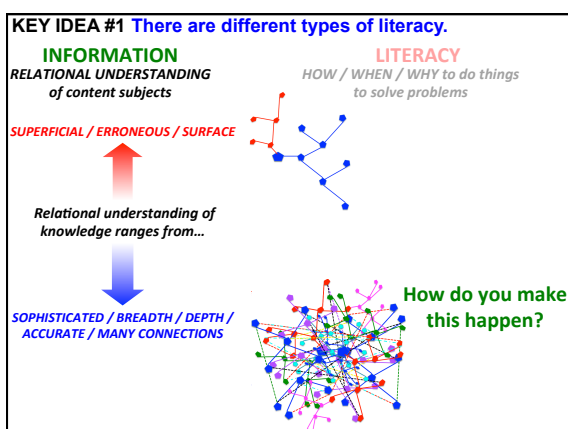 KEY IDEA #1 There are different types of literacy.
INFORMATION
RELATIONAL UNDERSTANDING
of content subjects
LITERACY
HOW / WHEN / WHY to do things
to solve problems
SUPERFICIAL / ERRONEOUS / SURFACE
Relational understanding of
knowledge ranges from...
SOPHISTICATED / BREADTH / DEPTH /
ACCURATE / MANY CONNECTIONS
How do you make
this happen?